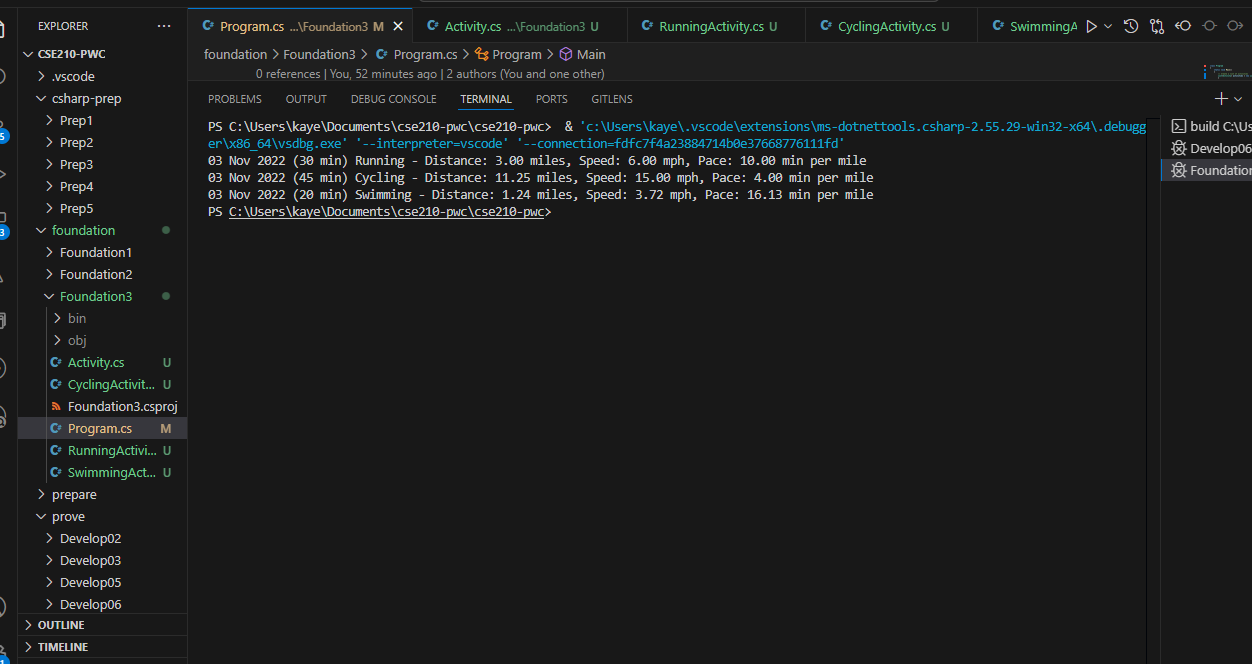 EXPLORER ···
CSE210-PWC
.vscode
csharp-prep
Prep1
Prep2
Prep3
Prep4
Prep5
foundation
Foundation1
Foundation2
Foundation3
bin
obj
Activity.cs U
CyclingActivit... U
Foundation3.csproj
Program.cs M
RunningActivi... U
SwimmingAct... U
prepare
prove
Develop02
Develop03
Develop05
Develop06
OUTLINE
TIMELINE
5
3
1
Program.cs ...\Foundation3 M
Activity.cs ...\Foundation3 U
RunningActivity.cs U
CyclingActivity.cs U
SwimmingA
foundation > Foundation3 > Program.cs > Program > Main
0 references | You, 52 minutes ago | 2 authors (You and one other)
PROBLEMS OUTPUT DEBUG CONSOLE TERMINAL PORTS GITLENS
PS C:\Users\kaye\Documents\cse210-pwc\cse210-pwc>  & 'c:\Users\kaye\.vscode\extensions\ms-dotnettools.csharp-2.55.29-win32-x64\.debugg
er\x86_64\vsdbg.exe' '--interpreter=vscode' '--connection=fdfc7f4a23884714b0e37668776111fd'
03 Nov 2022 (30 min) Running - Distance: 3.00 miles, Speed: 6.00 mph, Pace: 10.00 min per mile
03 Nov 2022 (45 min) Cycling - Distance: 11.25 miles, Speed: 15.00 mph, Pace: 4.00 min per mile
03 Nov 2022 (20 min) Swimming - Distance: 1.24 miles, Speed: 3.72 mph, Pace: 16.13 min per mile
PS C:\Users\kaye\Documents\cse210-pwc\cse210-pwc>
build C:\Us
Develop06
Foundation